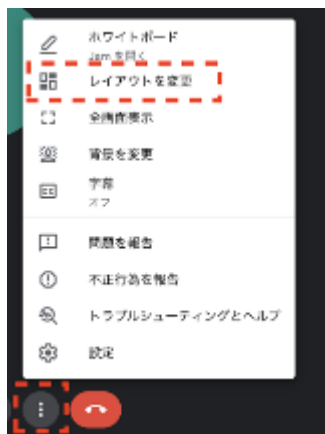 ホワイトボード
Jam を開く
レイアウトを変更
全画面表示
背景を変更
字幕
オフ
問題を報告
不正行為を報告
トラブルシューティングとヘルプ
設定